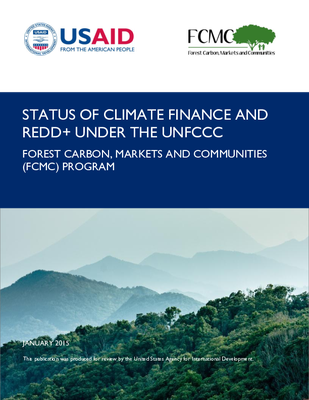 USAID
FROM THE AMERICAN PEOPLE
FCMC
Forest Carbon, Markets and Communities
STATUS OF CLIMATE FINANCE AND
REDD+ UNDER THE UNFCCC
FOREST CARBON, MARKETS AND COMMUNITIES
(FCMC) PROGRAM
JANUARY 2015
This publication was produced for review by the United States Agency for International Development.